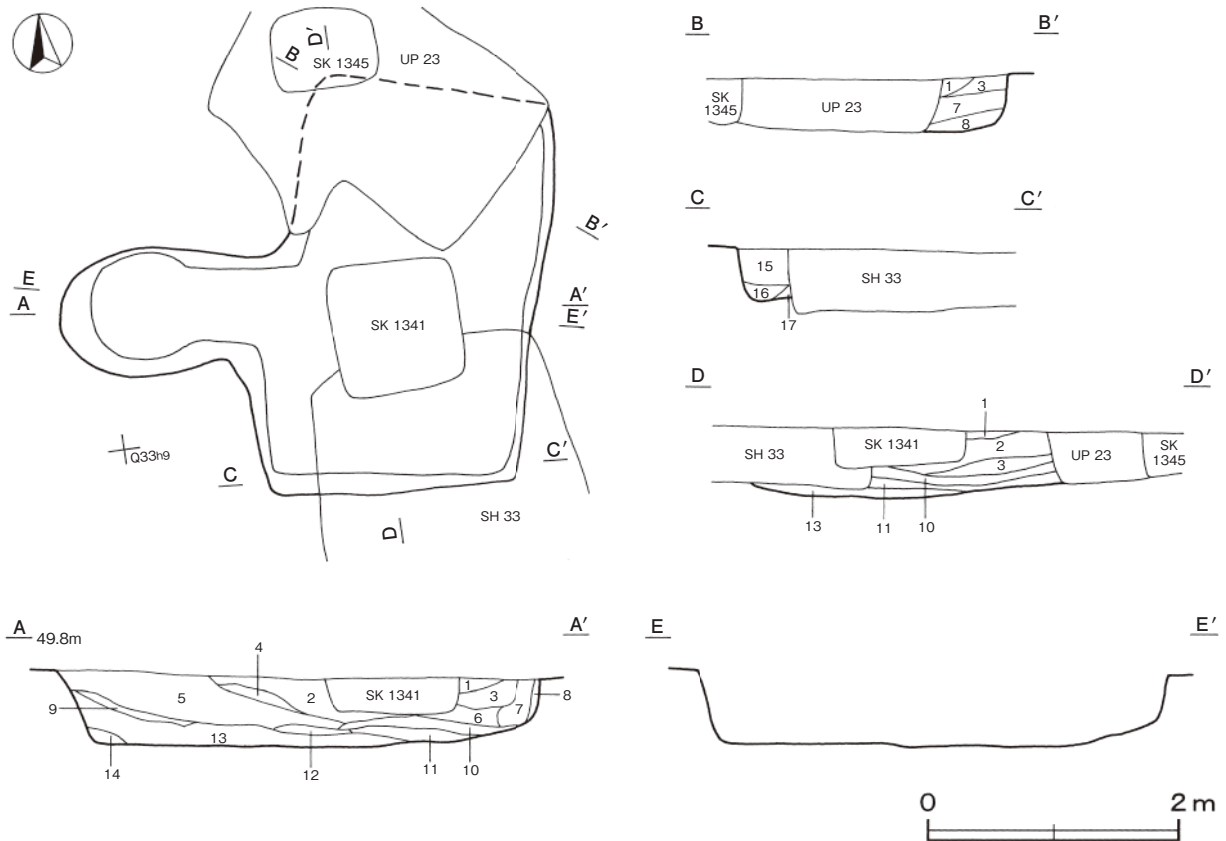 B
D′
SK 1345
UP 23
B′
E
A
A′
E′
SK 1341
Q33h9
C
C′
D
SH 33
B
B′
SK
1345
UP 23
1
3
7
8
C
C′
15
16
17
SH 33
D
D′
1
SH 33
SK 1341
2
3
UP 23
SK
1345
13
11
10
A
49.8m
A′
4
5
2
SK 1341
1
3
8
9
6
7
13
14
12
11
10
E
E′
0
2 m